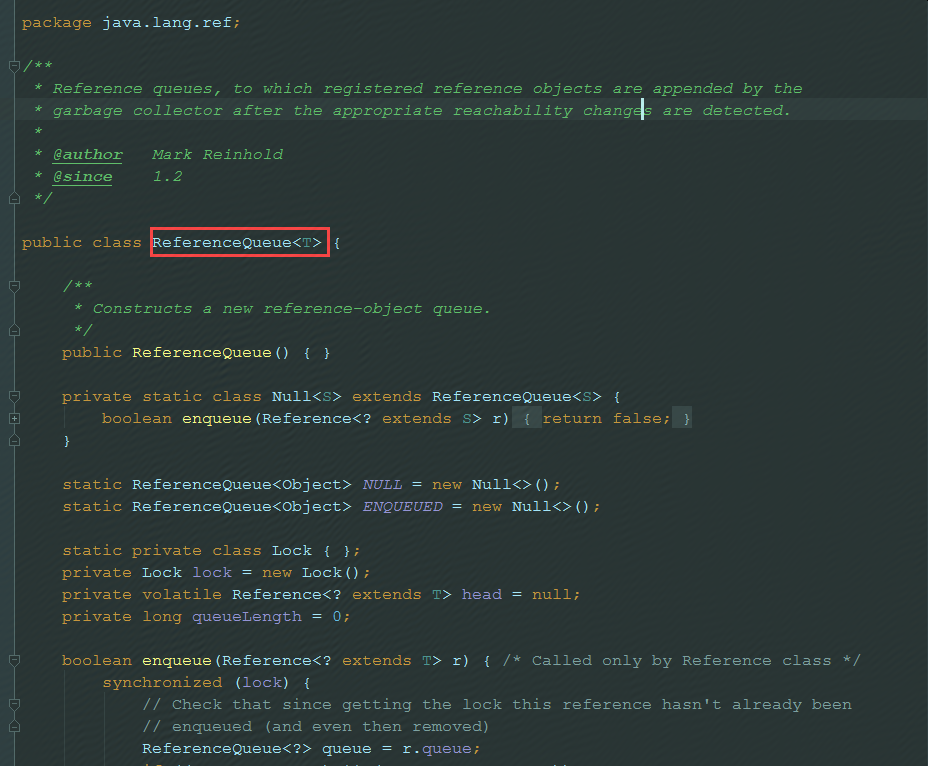 package java.lang.ref;
/**
 * Reference queues, to which registered reference objects are appended by the
 * garbage collector after the appropriate reachability changes are detected.
 *
 * @author   Mark Reinhold
 * @since    1.2
 */
public class ReferenceQueue<T> {
    /**
     * Constructs a new reference-object queue.
     */
    public ReferenceQueue() { }
    private static class Null<S> extends ReferenceQueue<S> {
        boolean enqueue(Reference<? extends S> r) { return false; }
    }
    static ReferenceQueue<Object> NULL = new Null<>();
    static ReferenceQueue<Object> ENQUEUED = new Null<>();
    static private class Lock { };
    private Lock lock = new Lock();
    private volatile Reference<? extends T> head = null;
    private long queueLength = 0;
    boolean enqueue(Reference<? extends T> r) { /* Called only by Reference class */
        synchronized (lock) {
            // Check that since getting the lock this reference hasn't already been
            // enqueued (and even then removed)
            ReferenceQueue<?> queue = r.queue;